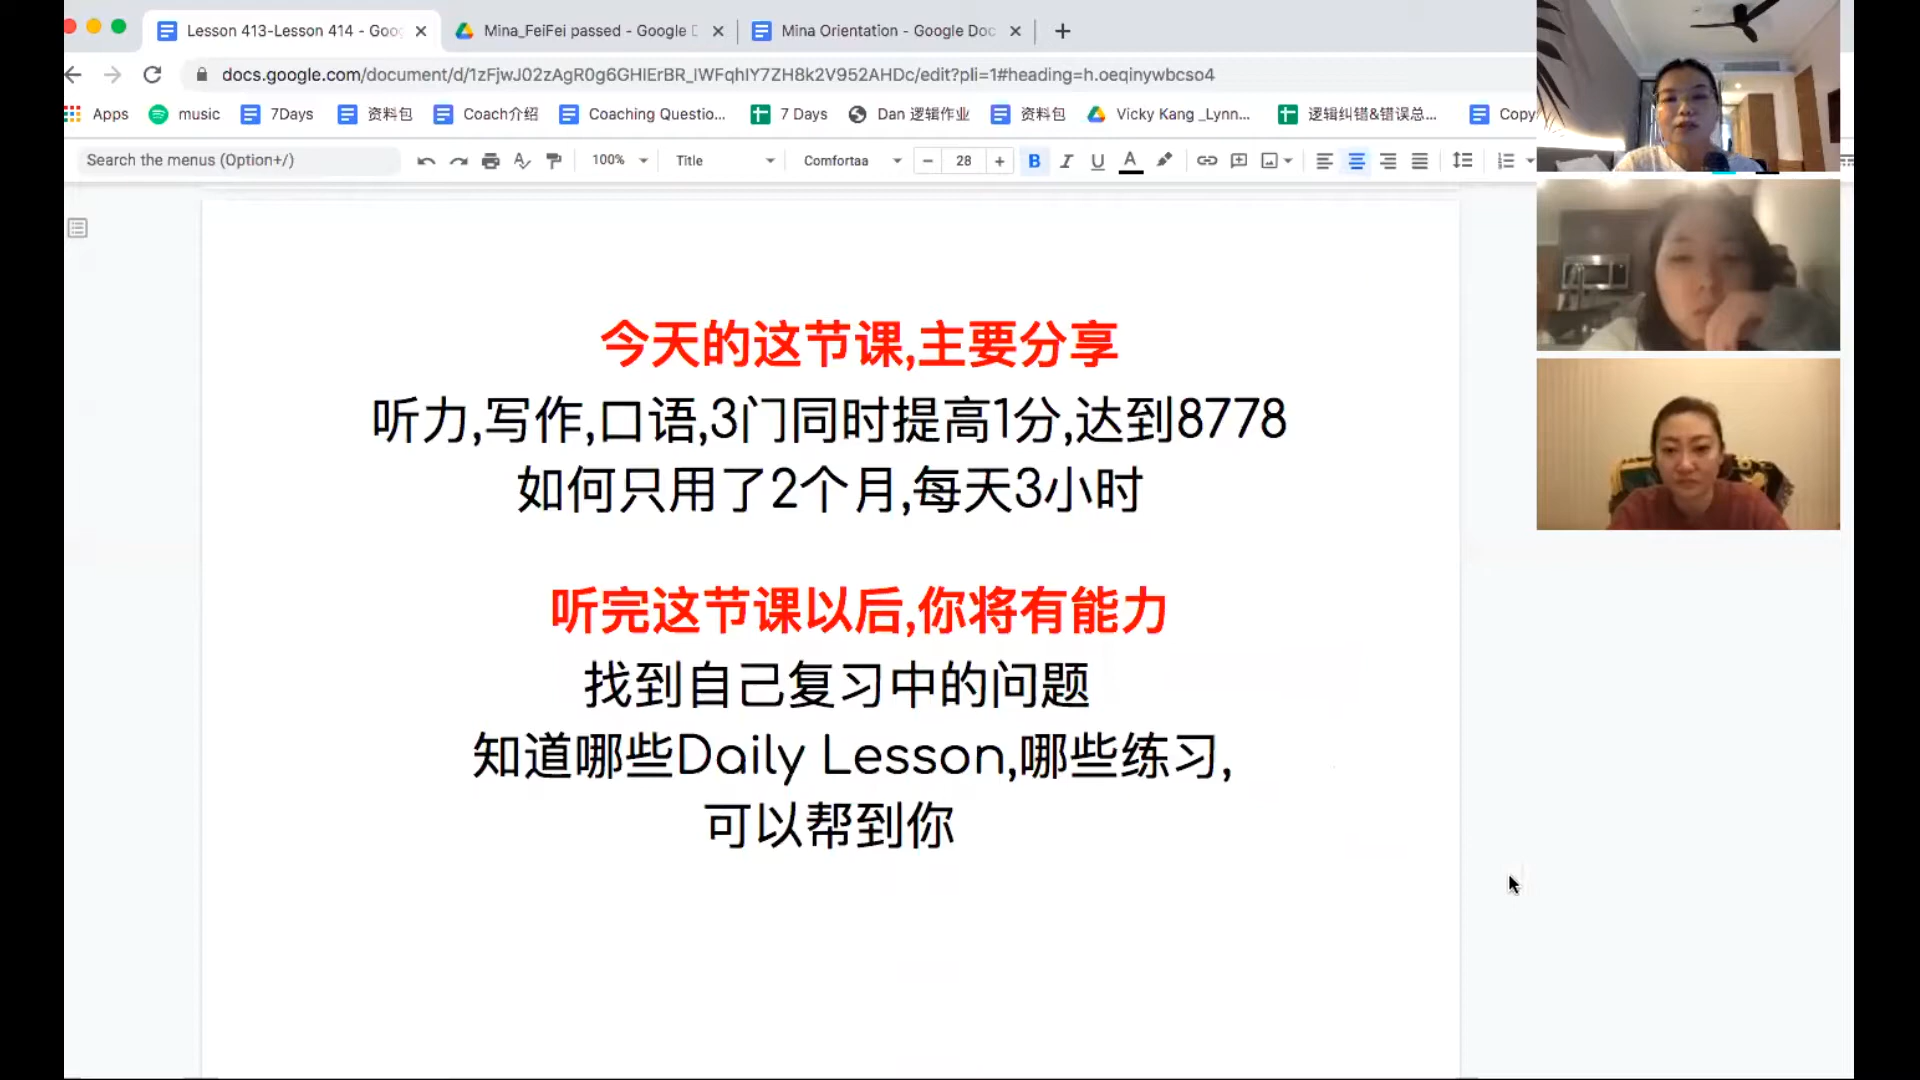 Lesson 413-Lesson 414 - Goo
Mina_FeiFei passed - Google D
Mina Orientation - Google Doc
docs.google.com/document/d/1zFjwJ02zAgR0g6GHlErBR_lWFqhlY7ZH8k2V952AHDc/edit?pli=1#heading=h.oeqinywbcso4
Apps music 7Days 资料包 Coach介绍 Coaching Questio... 7 Days Dan 逻辑作业 资料包 Vicky Kang _Lynn... 逻辑纠错&错误总... Copy
Search the menus (Option+/) 100% Title Comfortaa 28
今天的这节课,主要分享
听力,写作,口语,3门同时提高1分,达到8778
如何只用了2个月,每天3小时
听完这节课以后,你将有能力
找到自己复习中的问题
知道哪些Daily Lesson,哪些练习,
可以帮到你